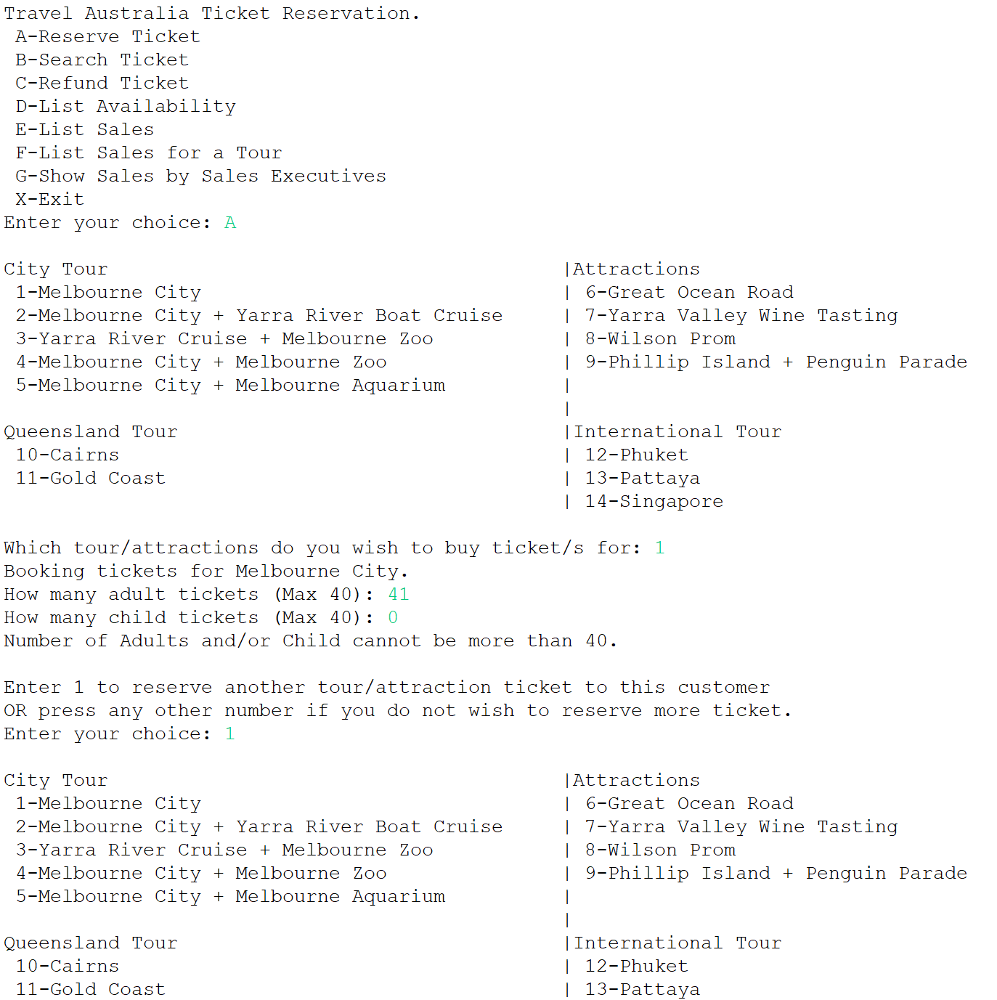 Travel Australia Ticket Reservation.
 A-Reserve Ticket
 B-Search Ticket
 C-Refund Ticket
 D-List Availability
 E-List Sales
 F-List Sales for a Tour
 G-Show Sales by Sales Executives
 X-Exit
Enter your choice: A

City Tour                                       |Attractions
 1-Melbourne City                               | 6-Great Ocean Road
 2-Melbourne City + Yarra River Boat Cruise     | 7-Yarra Valley Wine Tasting
 3-Yarra River Cruise + Melbourne Zoo           | 8-Wilson Prom
 4-Melbourne City + Melbourne Zoo               | 9-Phillip Island + Penguin Parade
 5-Melbourne City + Melbourne Aquarium          |
                                                |
Queensland Tour                                 |International Tour
 10-Cairns                                      | 12-Phuket
 11-Gold Coast                                  | 13-Pattaya
                                                | 14-Singapore

Which tour/attractions do you wish to buy ticket/s for: 1
Booking tickets for Melbourne City.
How many adult tickets (Max 40): 41
How many child tickets (Max 40): 0
Number of Adults and/or Child cannot be more than 40.

Enter 1 to reserve another tour/attraction ticket to this customer
OR press any other number if you do not wish to reserve more ticket.
Enter your choice: 1

City Tour                                       |Attractions
 1-Melbourne City                               | 6-Great Ocean Road
 2-Melbourne City + Yarra River Boat Cruise     | 7-Yarra Valley Wine Tasting
 3-Yarra River Cruise + Melbourne Zoo           | 8-Wilson Prom
 4-Melbourne City + Melbourne Zoo               | 9-Phillip Island + Penguin Parade
 5-Melbourne City + Melbourne Aquarium          |
                                                |
Queensland Tour                                 |International Tour
 10-Cairns                                      | 12-Phuket
 11-Gold Coast                                  | 13-Pattaya